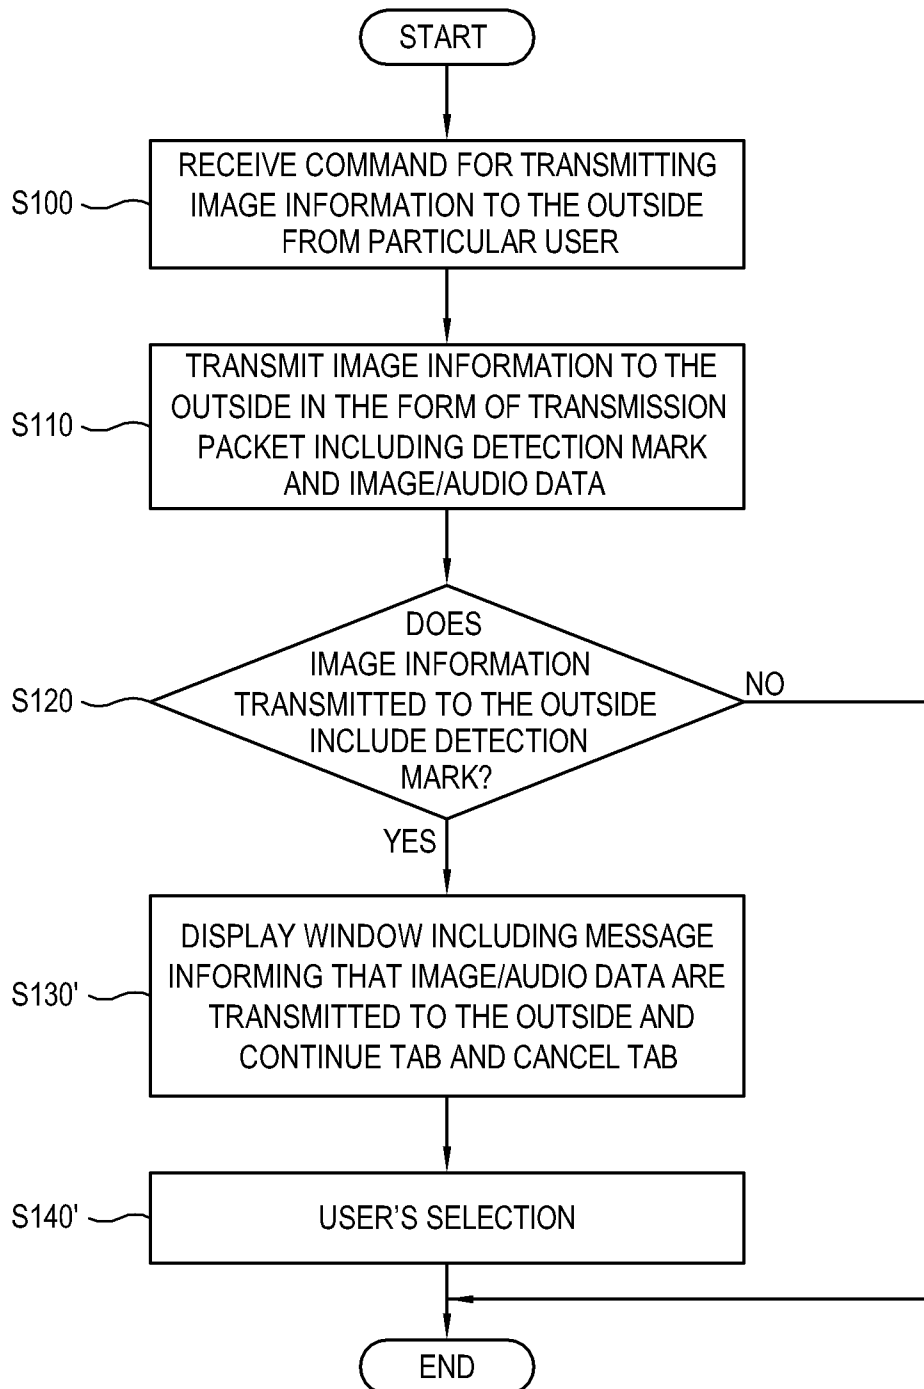 START
S100
RECEIVE COMMAND FOR TRANSMITTING
IMAGE INFORMATION TO THE OUTSIDE
FROM PARTICULAR USER
S110
TRANSMIT IMAGE INFORMATION TO THE
OUTSIDE IN THE FORM OF TRANSMISSION
PACKET INCLUDING DETECTION MARK
AND IMAGE/AUDIO DATA
S120
DOES
IMAGE INFORMATION
TRANSMITTED TO THE OUTSIDE
INCLUDE DETECTION
MARK?
NO
YES
S130'
DISPLAY WINDOW INCLUDING MESSAGE
INFORMING THAT IMAGE/AUDIO DATA ARE
TRANSMITTED TO THE OUTSIDE AND
CONTINUE TAB AND CANCEL TAB
S140'
USER'S SELECTION
END